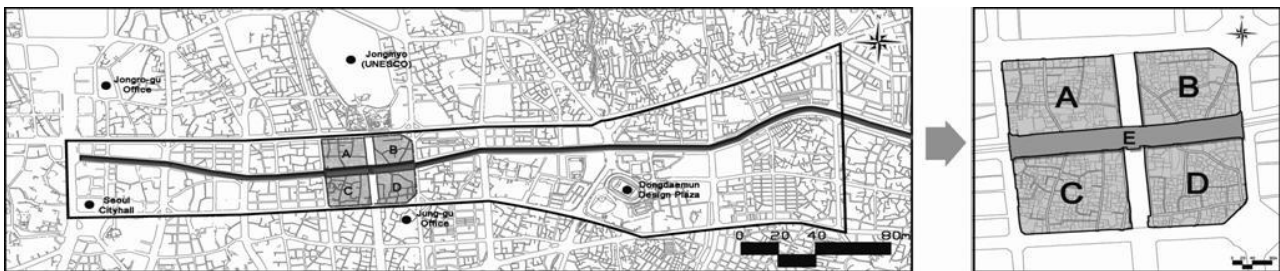 Jongro-gu
Office
Jongmyo
(UNESCO)
N
A
B
C
D
Seoul
Cityhall
Jung-gu
Office
Dongdaemun
Design Plaza
0 20 40 80m
N
A
B
E
C
D